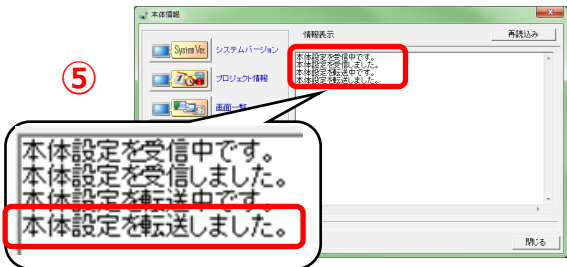 本体情報
情報表示
再読込み
System Ver.
システムバージョン
プロジェクト情報
画面一覧
本体設定を受信中です。
本体設定を受信しました。
本体設定を転送中です。
本体設定を転送しました。
⑤
本体設定を受信中です。
本体設定を受信しました。
本体設定を転送中です。
本体設定を転送しました。
閉じる